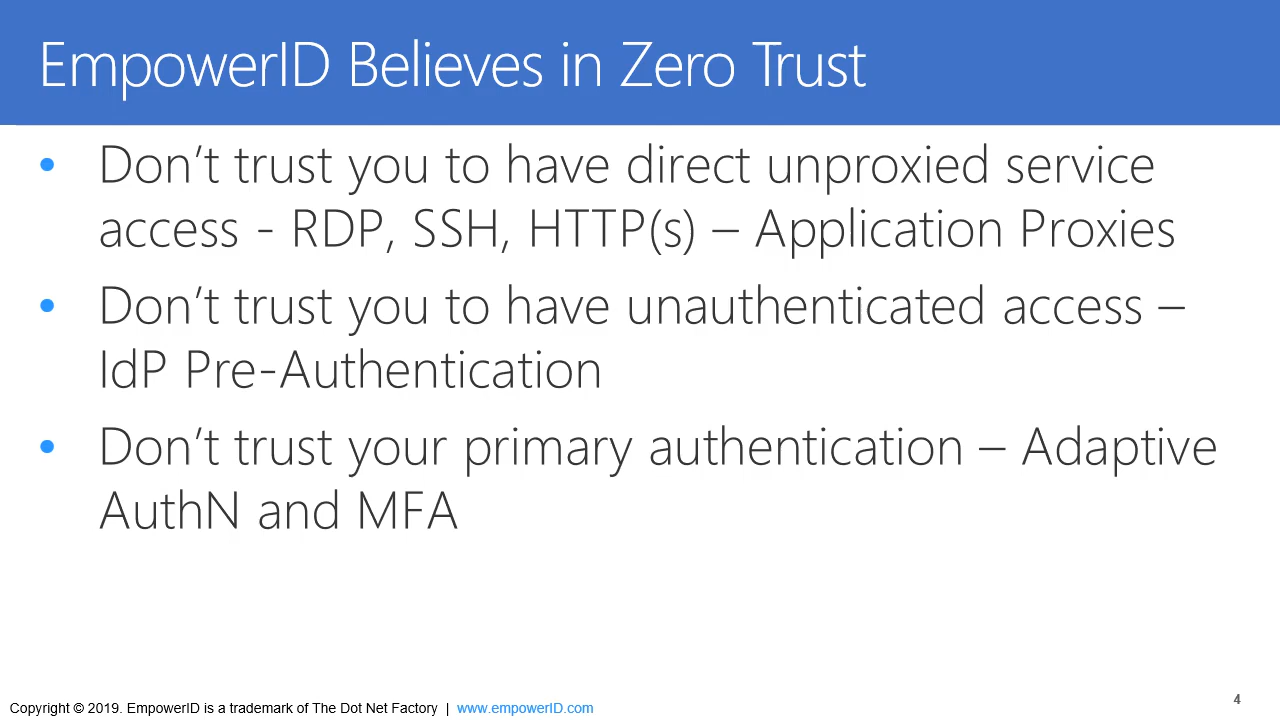 EmpowerID Believes in Zero Trust
• Don’t trust you to have direct unproxied service
access - RDP, SSH, HTTP(s) – Application Proxies
• Don’t trust you to have unauthenticated access –
IdP Pre-Authentication
• Don’t trust your primary authentication – Adaptive
AuthN and MFA
Copyright © 2019. EmpowerID is a trademark of The Dot Net Factory | www.empowerID.com
4